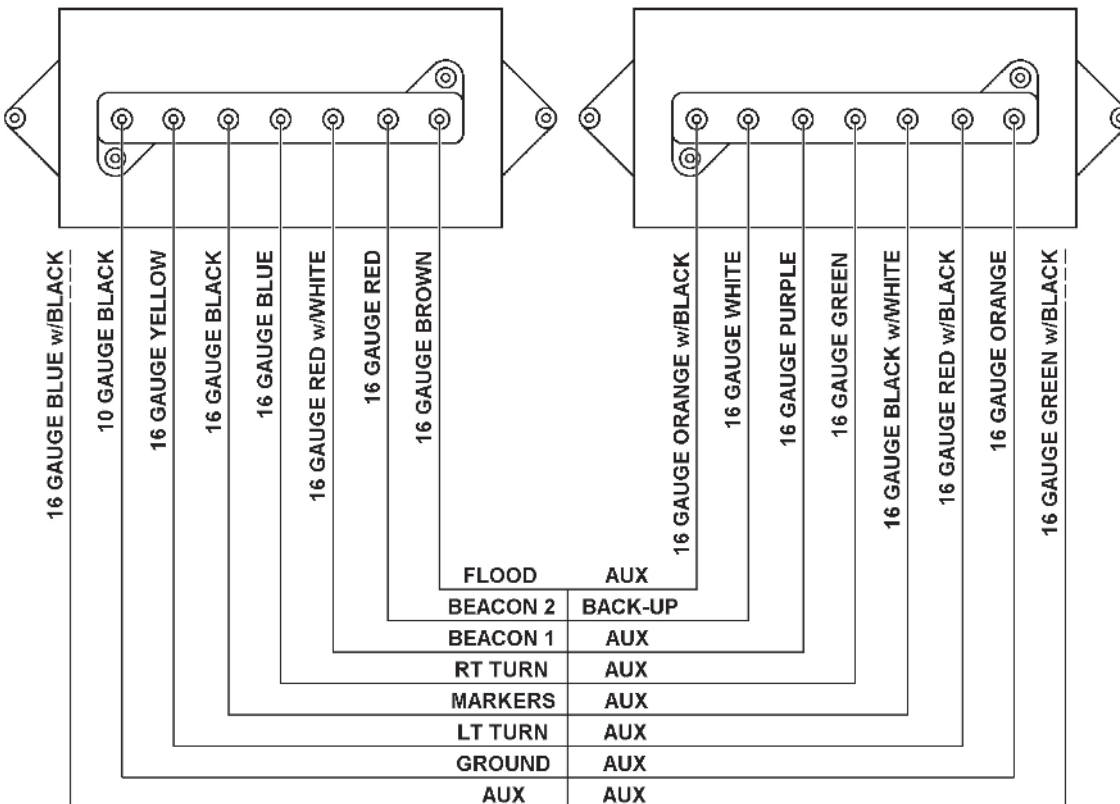 16 GAUGE BLUE w/BLACK
10 GAUGE BLACK
16 GAUGE YELLOW
16 GAUGE BLACK
16 GAUGE BLUE
16 GAUGE RED w/WHITE
16 GAUGE RED
16 GAUGE BROWN
16 GAUGE ORANGE w/BLACK
16 GAUGE WHITE
16 GAUGE PURPLE
16 GAUGE GREEN
16 GAUGE BLACK w/WHITE
16 GAUGE RED w/BLACK
16 GAUGE ORANGE
16 GAUGE GREEN w/BLACK
FLOOD AUX
BEACON 2 BACK-UP
BEACON 1 AUX
RT TURN AUX
MARKERS AUX
LT TURN AUX
GROUND AUX
AUX AUX